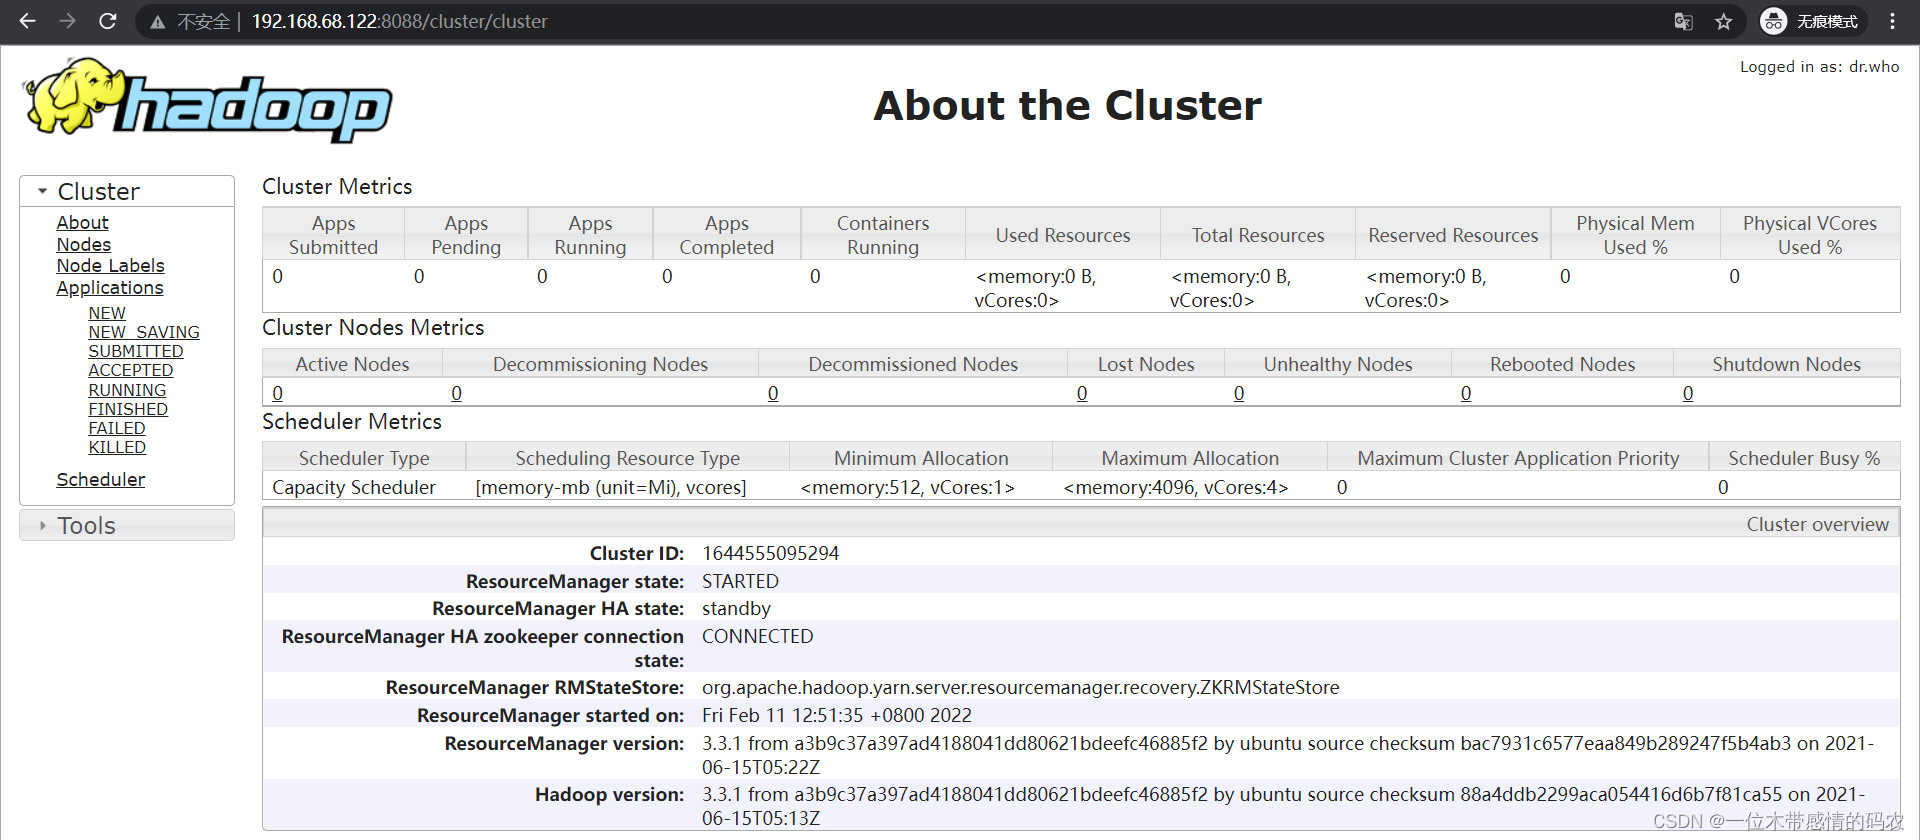 不安全 | 192.168.68.122:8088/cluster/cluster
无痕模式
Logged in as: dr.who
hadoop
About the Cluster
Cluster
About
Nodes
Node Labels
Applications
NEW
NEW_SAVING
SUBMITTED
ACCEPTED
RUNNING
FINISHED
FAILED
KILLED
Scheduler
Tools
Cluster Metrics
Apps Submitted Apps Pending Apps Running Apps Completed Containers Running Used Resources Total Resources Reserved Resources Physical Mem Used % Physical VCores Used %
0 0 0 0 0 <memory:0 B, vCores:0> <memory:0 B, vCores:0> <memory:0 B, vCores:0> 0 0
Cluster Nodes Metrics
Active Nodes Decommissioning Nodes Decommissioned Nodes Lost Nodes Unhealthy Nodes Rebooted Nodes Shutdown Nodes
0 0 0 0 0 0 0
Scheduler Metrics
Scheduler Type Scheduling Resource Type Minimum Allocation Maximum Allocation Maximum Cluster Application Priority Scheduler Busy %
Capacity Scheduler [memory-mb (unit=Mi), vcores] <memory:512, vCores:1> <memory:4096, vCores:4> 0 0
Cluster overview
Cluster ID: 1644555095294
ResourceManager state: STARTED
ResourceManager HA state: standby
ResourceManager HA zookeeper connection state: CONNECTED
ResourceManager RMStateStore: org.apache.hadoop.yarn.server.resourcemanager.recovery.ZKRMStateStore
ResourceManager started on: Fri Feb 11 12:51:35 +0800 2022
ResourceManager version: 3.3.1 from a3b9c37a397ad4188041dd80621bdeefc46885f2 by ubuntu source checksum bac7931c6577eaa849b289247f5b4ab3 on 2021-
06-15T05:22Z
Hadoop version: 3.3.1 from a3b9c37a397ad4188041dd80621bdeefc46885f2 by ubuntu source checksum 88a4ddb2299aca054416d6b7f81ca55 on 2021-
06-15T05:13Z
CSDN @一位木带感情的码农